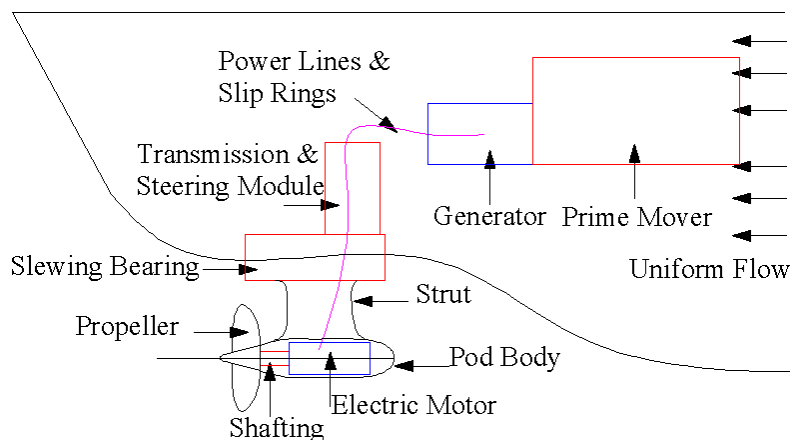 Power Lines &
Slip Rings
Transmission &
Steering Module
Generator
Prime Mover
Slewing Bearing
Uniform Flow
Strut
Propeller
Pod Body
Electric Motor
Shafting